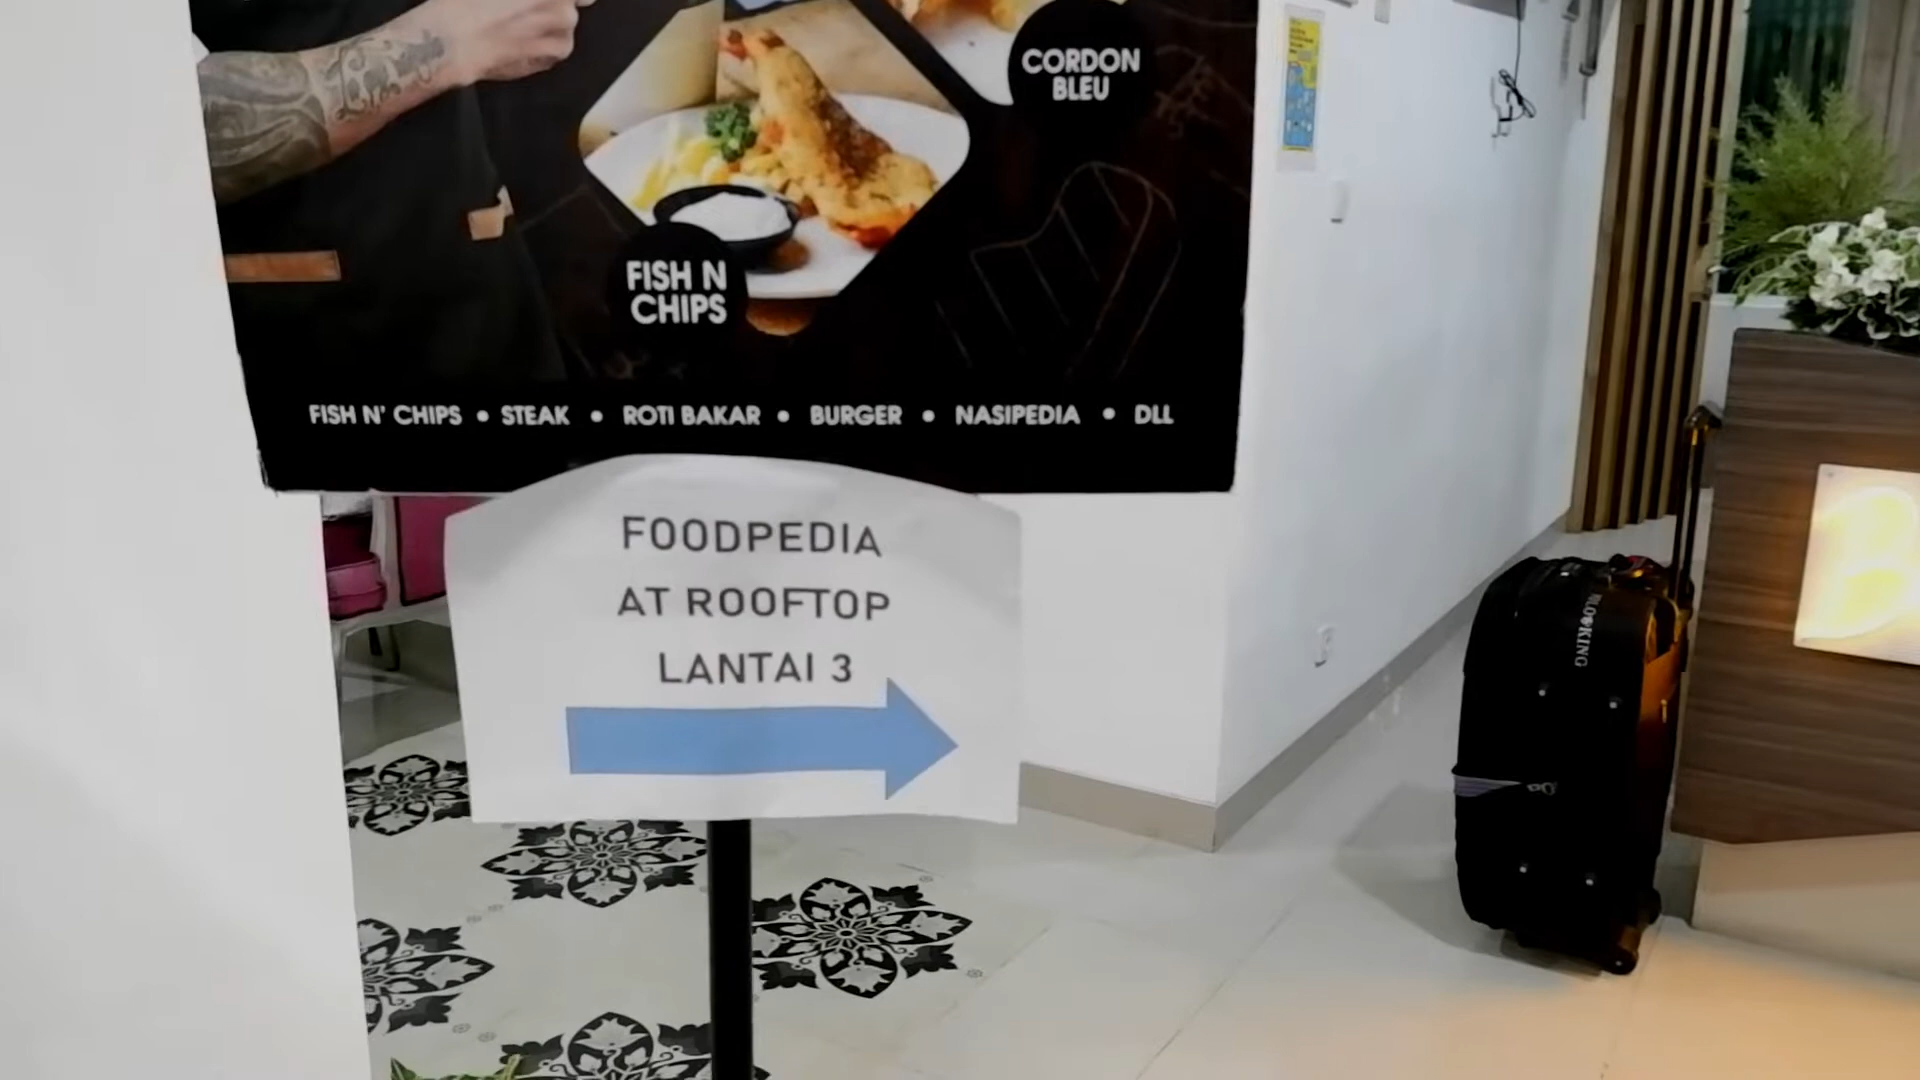 CORDON
BLEU
FISH N
CHIPS
FISH N' CHIPS • STEAK • ROTI BAKAR • BURGER • NASIPEDIA • DLL
FOODPEDIA
AT ROOFTOP
LANTAI 3